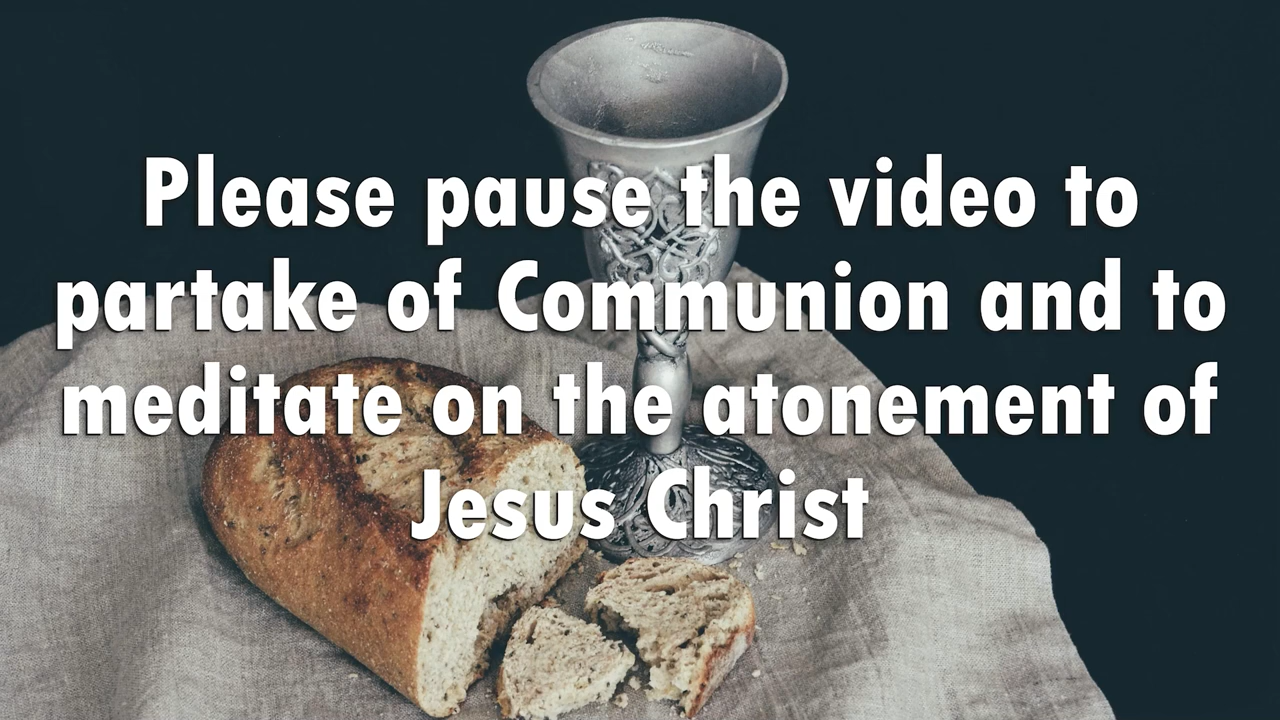 Please pause the video to
partake of Communion and to
meditate on the atonement of
Jesus Christ